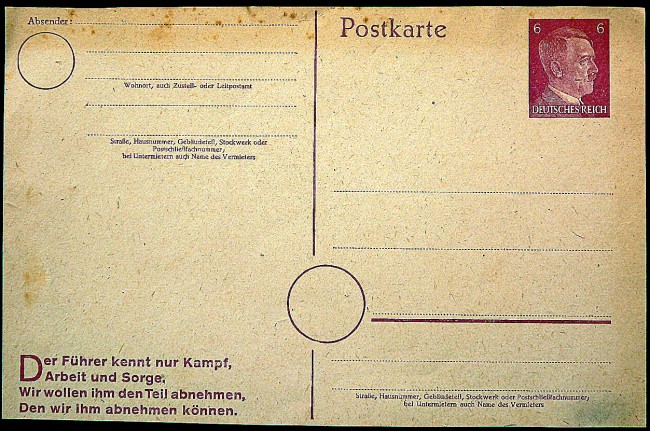 Absender:
Wohnort, auch Zustell- oder Leitpostamt
Straße, Hausnummer, Gebäudeteil, Stockwerk oder
Postschließfachnummer;
bei Untermietern auch Name des Vermieters
Der Führer kennt nur Kampf,
Arbeit und Sorge.
Wir wollen ihm den Teil abnehmen,
Den wir ihm abnehmen können.
Postkarte
6 6
DEUTSCHES REICH
Straße, Hausnummer, Gebäudeteil, Stockwerk oder Postschließfachnummer;
bei Untermietern auch Name des Vermieters